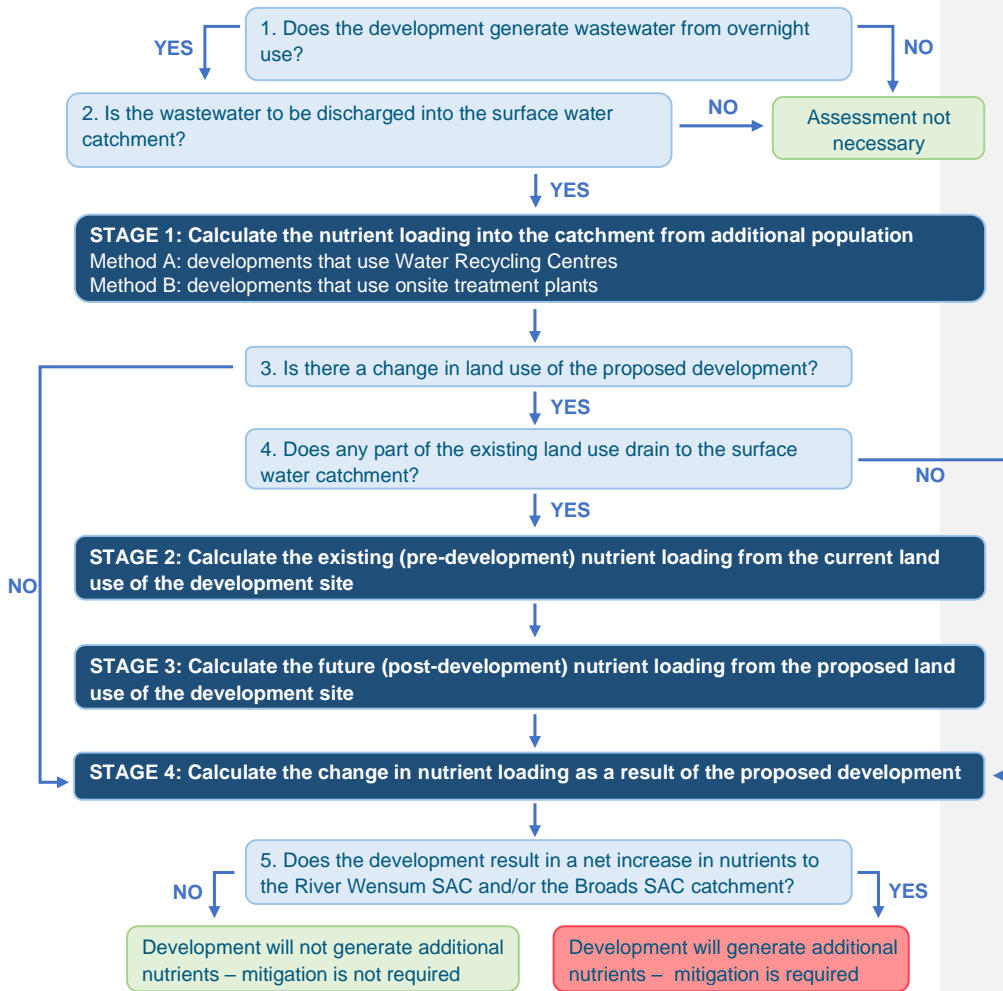 1. Does the development generate wastewater from overnight
use?
YES
NO
2. Is the wastewater to be discharged into the surface water
catchment?
NO
Assessment not
necessary
YES
STAGE 1: Calculate the nutrient loading into the catchment from additional population
Method A: developments that use Water Recycling Centres
Method B: developments that use onsite treatment plants
3. Is there a change in land use of the proposed development?
YES
4. Does any part of the existing land use drain to the surface
water catchment?
NO
YES
STAGE 2: Calculate the existing (pre-development) nutrient loading from the current land
use of the development site
NO
STAGE 3: Calculate the future (post-development) nutrient loading from the proposed land
use of the development site
STAGE 4: Calculate the change in nutrient loading as a result of the proposed development
5. Does the development result in a net increase in nutrients to
the River Wensum SAC and/or the Broads SAC catchment?
NO
YES
Development will not generate additional
nutrients – mitigation is not required
Development will generate additional
nutrients – mitigation is required